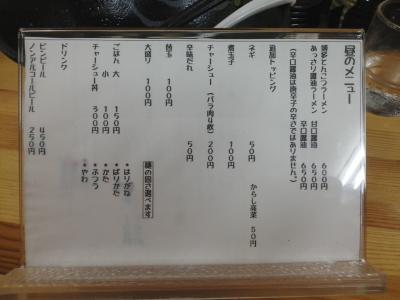 昼のメニュー
博多とんこつラーメン 600円
あっさり醤油ラーメン 甘口醤油 650円
辛口醤油 650円
(辛口醤油は唐辛子の辛さではありません。)
追加トッピング
ネギ 50円
からし高菜 50円
煮玉子 100円
チャーシュー(バラ肉4枚) 200円
辛味だれ 50円
替玉 100円
大盛り 100円
麺の固さ選べます
・はりがね
・ばりかた
・かた
・ふつう
・やわ
ごはん 大 150円
小 100円
チャーシュー丼 300円
ドリンク
ビンビール 450円
ノンアルコールビール 250円